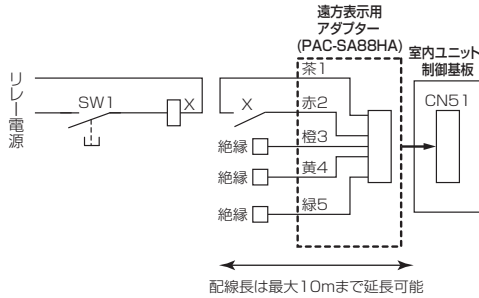 遠方表示用
アダプター
(PAC-SA88HA)
室内ユニット
制御基板
リレー電源
SW1
X
X
茶1
赤2
橙3
黄4
緑5
絶縁
絶縁
絶縁
CN51
配線長は最大10mまで延長可能